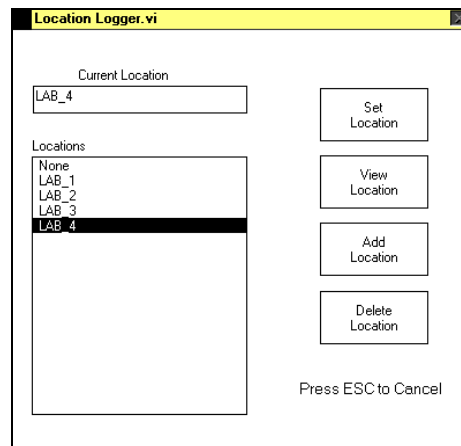 Location Logger.vi
Current Location
LAB_4
Locations
None
LAB_1
LAB_2
LAB_3
LAB_4
Set
Location
View
Location
Add
Location
Delete
Location
Press ESC to Cancel